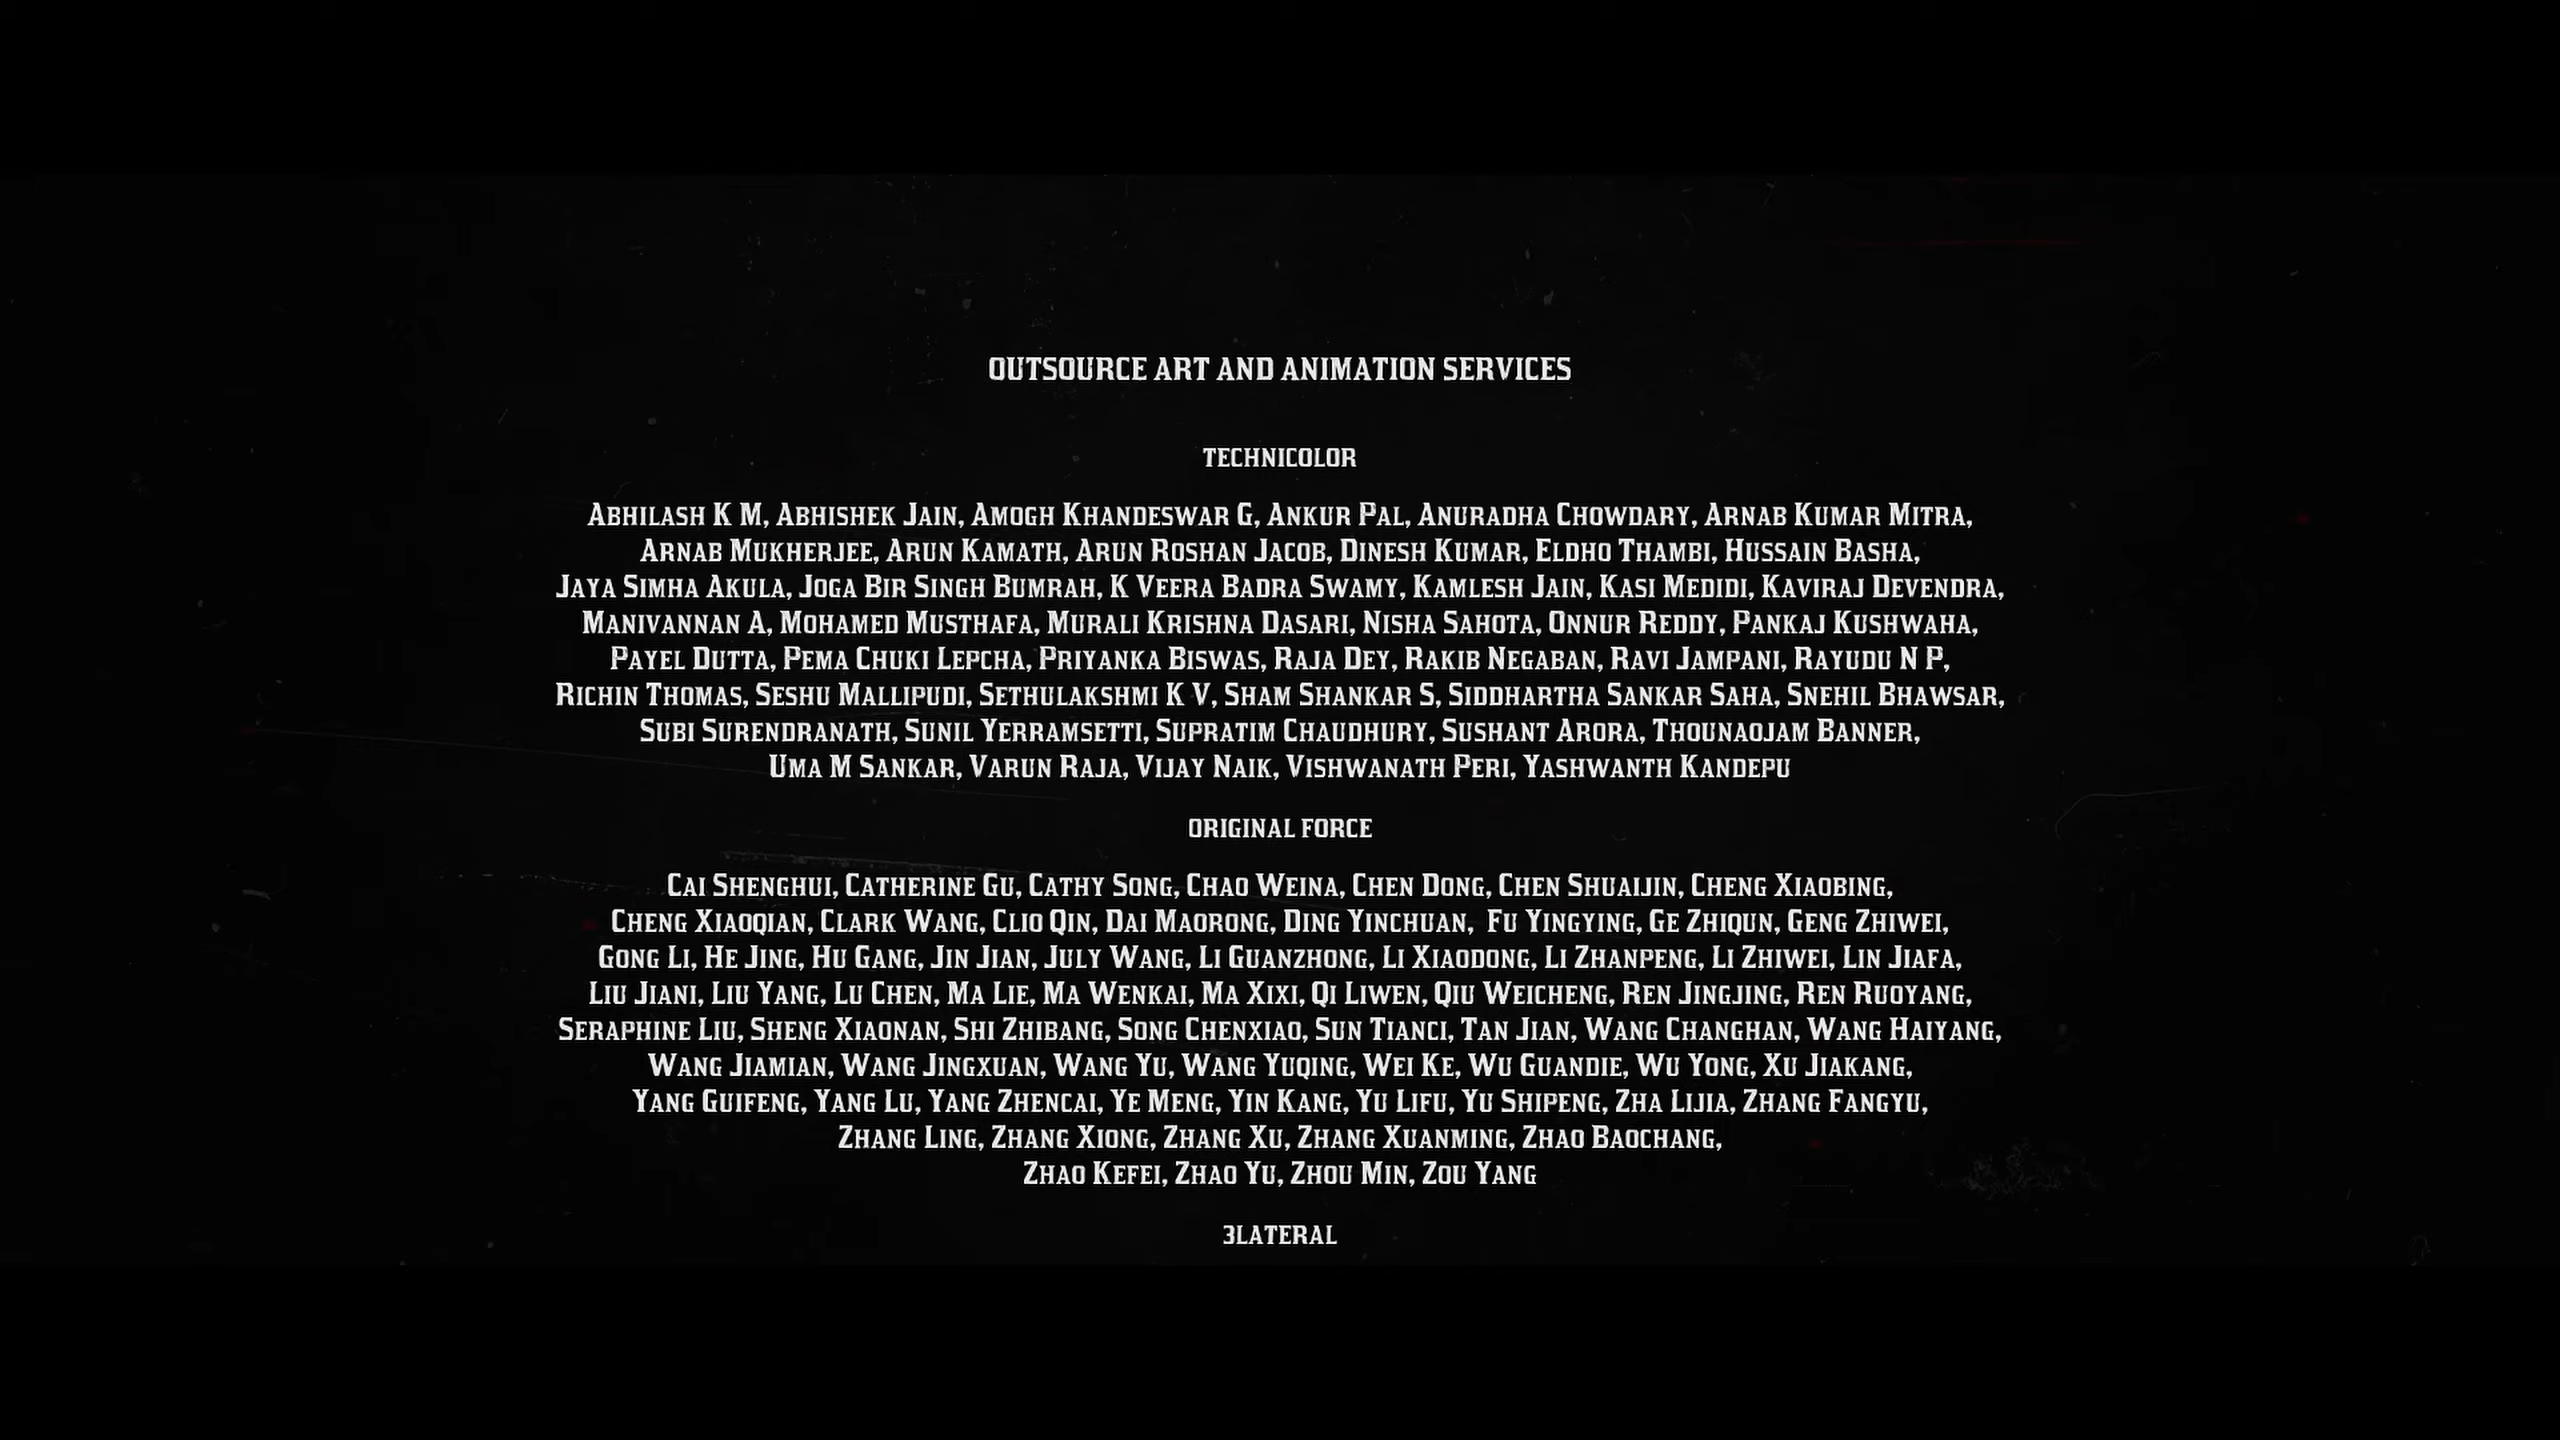 OUTSOURCE ART AND ANIMATION SERVICES
TECHNICOLOR
ABHILASH K M, ABHISHEK JAIN, AMOGH KHANDESWAR G, ANKUR PAL, ANURADHA CHOWDARY, ARNAB KUMAR MITRA,
ARNAB MUKHERJEE, ARUN KAMATH, ARUN ROSHAN JACOB, DINESH KUMAR, ELDHO THAMBI, HUSSAIN BASHA,
JAYA SIMHA AKULA, JOGA BIR SINGH BUMRAH, K VEERA BADRA SWAMY, KAMLESH JAIN, KASI MEDIDI, KAVIRAJ DEVENDRA,
MANIVANNAN A, MOHAMED MUSTHAFA, MURALI KRISHNA DASARI, NISHA SAHOTA, ONNUR REDDY, PANKAJ KUSHWAHA,
PAYEL DUTTA, PEMA CHUKI LEPCHA, PRIYANKA BISWAS, RAJA DEY, RAKIB NEGABAN, RAVI JAMPANI, RAYUDU N P,
RICHIN THOMAS, SESHU MALLIPUDI, SETHULAKSHMI K V, SHAM SHANKAR S, SIDDHARTHA SANKAR SAHA, SNEHIL BHAWSAR,
SUBI SURENDRANATH, SUNIL YERRAMSETTI, SUPRATIM CHAUDHURY, SUSHANT ARORA, THOUNAOJAM BANNER,
UMA M SANKAR, VARUN RAJA, VIJAY NAIK, VISHWANATH PERI, YASHWANTH KANDEPU
ORIGINAL FORCE
CAI SHENGHUI, CATHERINE GU, CATHY SONG, CHAO WEINA, CHEN DONG, CHEN SHUAIJIN, CHENG XIAOBING,
CHENG XIAOQIAN, CLARK WANG, CLIO QIN, DAI MAORONG, DING YINCHUAN, FU YINGYING, GE ZHIQUN, GENG ZHIWEI,
GONG LI, HE JING, HU GANG, JIN JIAN, JULY WANG, LI GUANZHONG, LI XIAODONG, LI ZHANPENG, LI ZHIWEI, LIN JIAFA,
LIU JIANI, LIU YANG, LU CHEN, MA LIE, MA WENKAI, MA XIXI, QI LIWEN, QIU WEICHENG, REN JINGJING, REN RUOYANG,
SERAPHINE LIU, SHENG XIAONAN, SHI ZHIBANG, SONG CHENXIAO, SUN TIANCI, TAN JIAN, WANG CHANGHAN, WANG HAIYANG,
WANG JIAMIAN, WANG JINGXUAN, WANG YU, WANG YUQING, WEI KE, WU GUANDIE, WU YONG, XU JIAKANG,
YANG GUIFENG, YANG LU, YANG ZHENCAI, YE MENG, YIN KANG, YU LIFU, YU SHIPENG, ZHA LIJIA, ZHANG FANGYU,
ZHANG LING, ZHANG XIONG, ZHANG XU, ZHANG XUANMING, ZHAO BAOCHANG,
ZHAO KEFEI, ZHAO YU, ZHOU MIN, ZOU YANG
3LATERAL